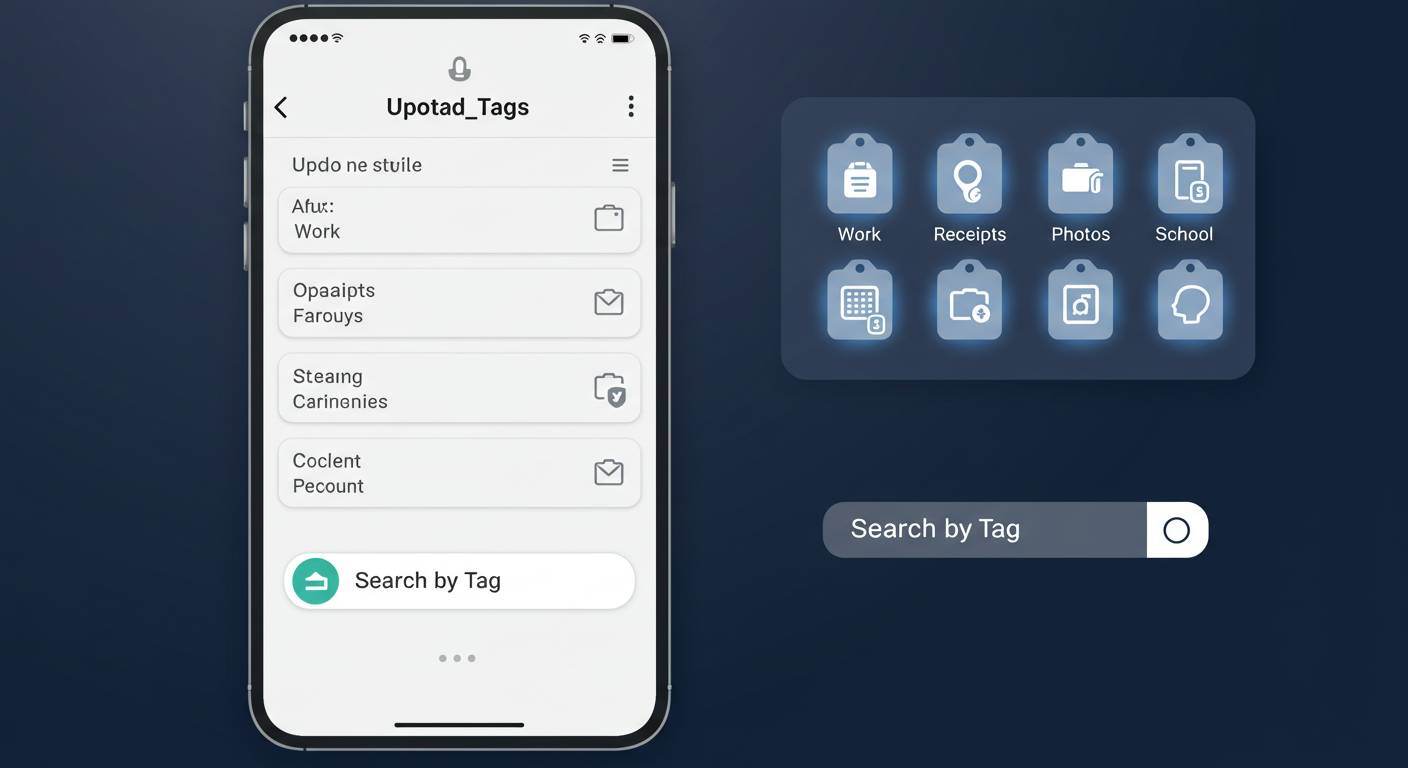 Upotad_Tags
Updo ne stuile
Afux:
Work
Opaaipts
Farouys
Steaing
Carinenies
Coclent
Pecount
Search by Tag
Work
Receipts
Photos
School
Search by Tag